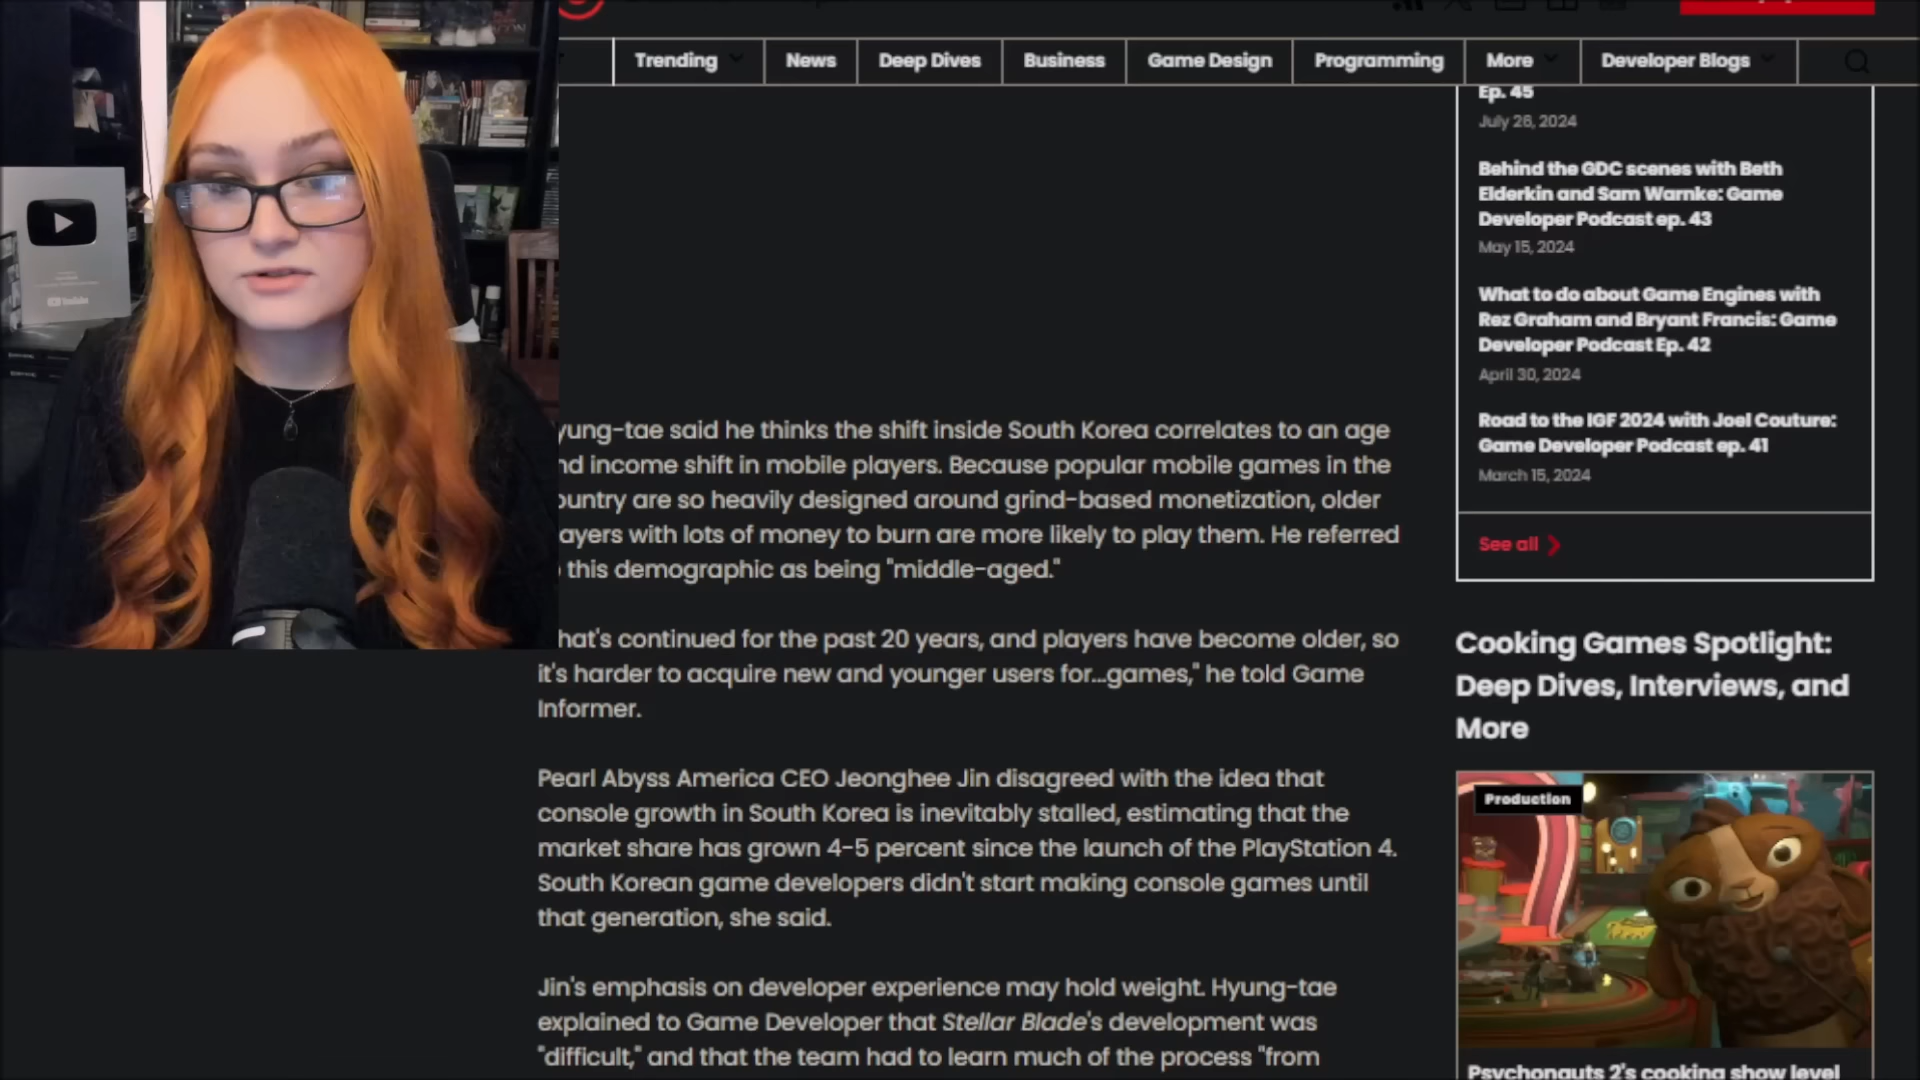 Trending
News
Deep Dives
Business
Game Design
Programming
More
Developer Blogs
Ep. 45
July 26, 2024
Behind the GDC scenes with Beth
Elderkin and Sam Warnke: Game
Developer Podcast ep. 43
May 15, 2024
What to do about Game Engines with
Rez Graham and Bryant Francis: Game
Developer Podcast Ep. 42
April 30, 2024
Road to the IGF 2024 with Joel Couture:
Game Developer Podcast ep. 41
March 15, 2024
See all
yung-tae said he thinks the shift inside South Korea correlates to an age
nd income shift in mobile players. Because popular mobile games in the
ountry are so heavily designed around grind-based monetization, older
ayers with lots of money to burn are more likely to play them. He referred
this demographic as being "middle-aged."
hat's continued for the past 20 years, and players have become older, so
it's harder to acquire new and younger users for...games," he told Game
Informer.
Pearl Abyss America CEO Jeonghee Jin disagreed with the idea that
console growth in South Korea is inevitably stalled, estimating that the
market share has grown 4-5 percent since the launch of the PlayStation 4.
South Korean game developers didn't start making console games until
that generation, she said.
Jin's emphasis on developer experience may hold weight. Hyung-tae
explained to Game Developer that Stellar Blade's development was
"difficult," and that the team had to learn much of the process "from
Cooking Games Spotlight:
Deep Dives, Interviews, and
More
Production
Psychonauts 2's cooking show level
YouTube